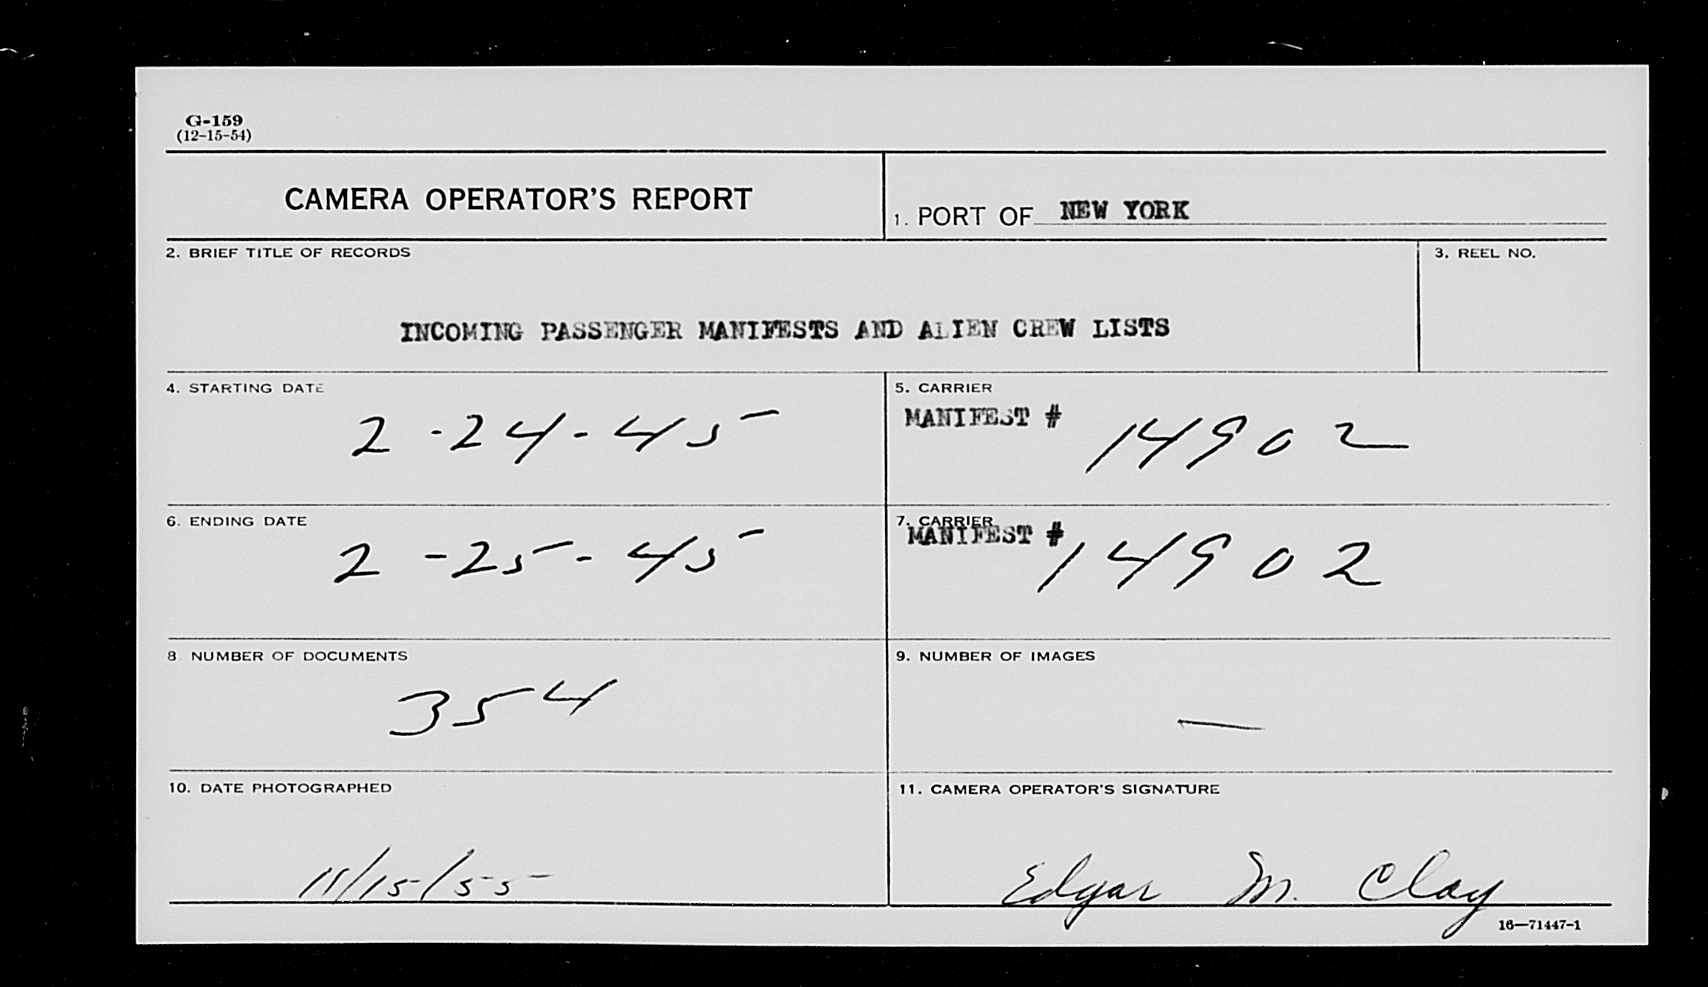 G-159
(12-15-54)
CAMERA OPERATOR'S REPORT
1. PORT OF NEW YORK
2. BRIEF TITLE OF RECORDS
3. REEL NO.
INCOMING PASSENGER MANIFESTS AND ALIEN CREW LISTS
4. STARTING DATE
2-24-45
5. CARRIER
MANIFEST # 14902
6. ENDING DATE
2-25-45
7. CARRIER
MANIFEST # 14902
8 NUMBER OF DOCUMENTS
354
9. NUMBER OF IMAGES
—
10. DATE PHOTOGRAPHED
11/15/55
11. CAMERA OPERATOR'S SIGNATURE
Edgar M. Clay
16—71447-1